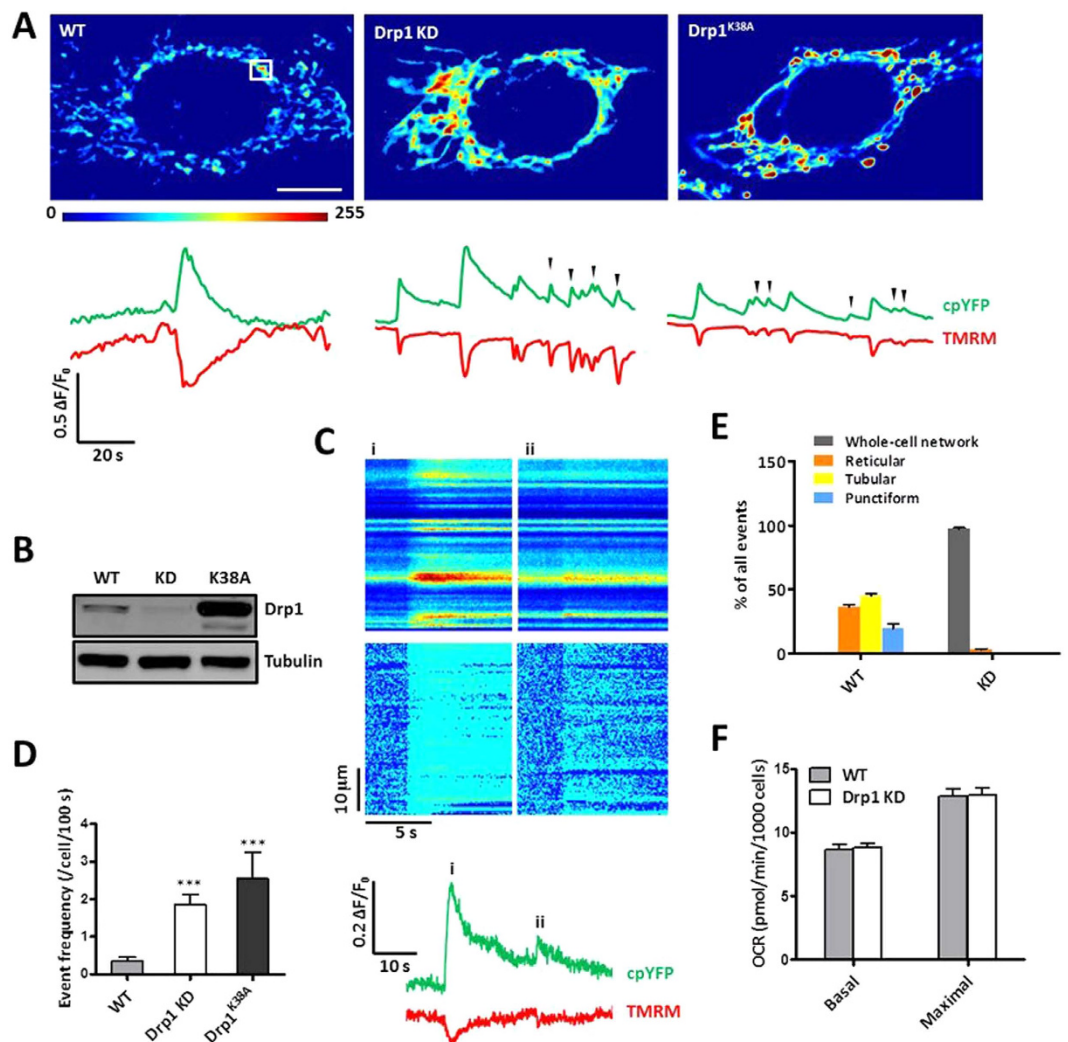 A
WT
Drp1 KD
Drp1K38A
0
255
cpYFP
TMRM
0.5 ΔF/F0
20 s
B
WT KD K38A
Drp1
Tubulin
C
i
ii
10 μm
5 s
0.2 ΔF/F0
10 s
i
ii
cpYFP
TMRM
D
Event frequency (/cell/100 s)
4
3
2
1
0
***
***
WT
Drp1 KD
Drp1K38A
E
Whole-cell network
Reticular
Tubular
Punctiform
% of all events
150
100
50
0
WT
KD
F
WT
Drp1 KD
OCR (pmol/min/1000 cells)
15
10
5
0
Basal
Maximal